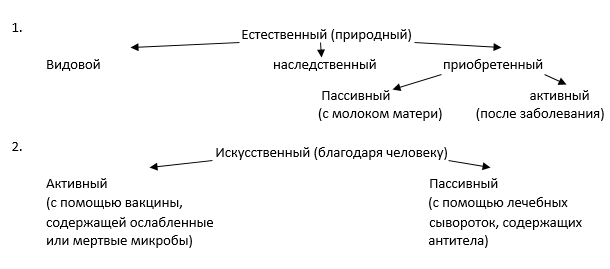 1.
Естественный (природный)
Видовой наследственный приобретенный
Пассивный активный
(с молоком матери) (после заболевания)
2.
Искусственный (благодаря человеку)
Активный Пассивный
(с помощью вакцины, (с помощью лечебных
содержащей ослабленные сывороток, содержащих
или мертвые микробы) антитела)